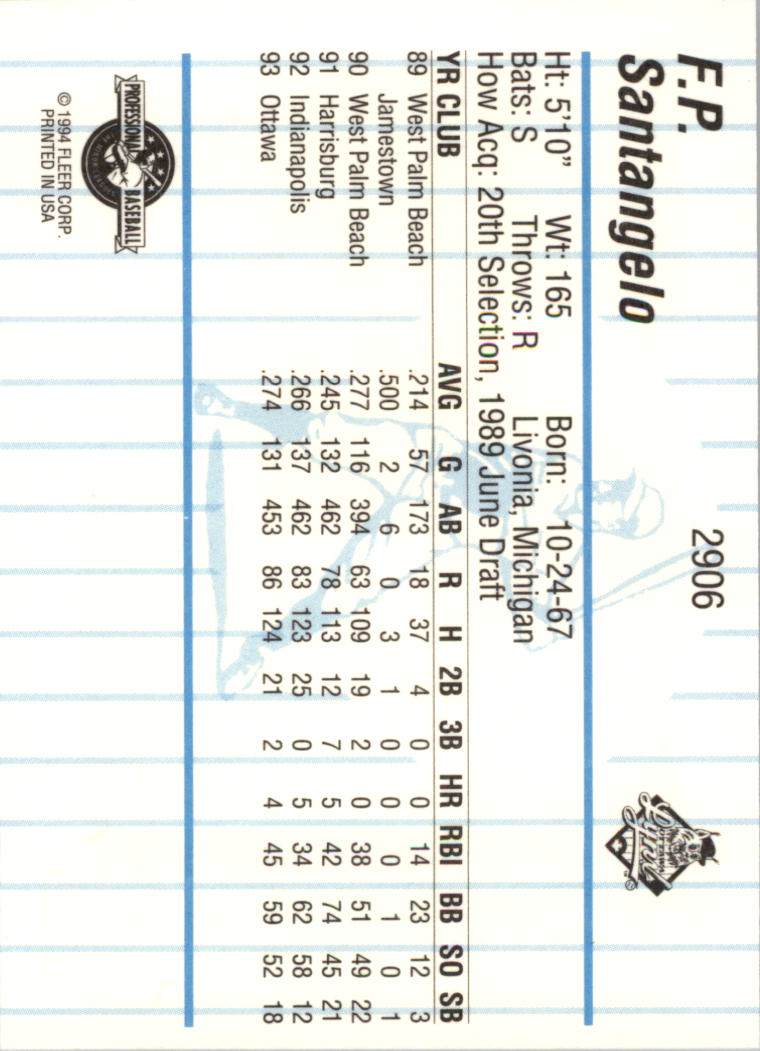 F.P.
Santangelo
2906
Lynx
Ht: 5'10” Wt: 165 Born: 10-24-67
Bats: S Throws: R Livonia, Michigan
How Acq: 20th Selection, 1989 June Draft
YR CLUB AVG G AB R H 2B 3B HR RBI BB SO SB
89 West Palm Beach .214 57 173 18 37 4 0 0 14 23 12 3
Jamestown .500 2 6 0 3 1 0 0 0 1 0 1
90 West Palm Beach .277 116 394 63 109 19 2 0 38 51 49 22
91 Harrisburg .245 132 462 78 113 12 7 5 42 74 45 21
92 Indianapolis .266 137 462 83 123 25 0 5 34 62 58 12
93 Ottawa .274 131 453 86 124 21 2 4 45 59 52 18
PROFESSIONAL BASEBALL
© 1994 FLEER CORP.
PRINTED IN USA